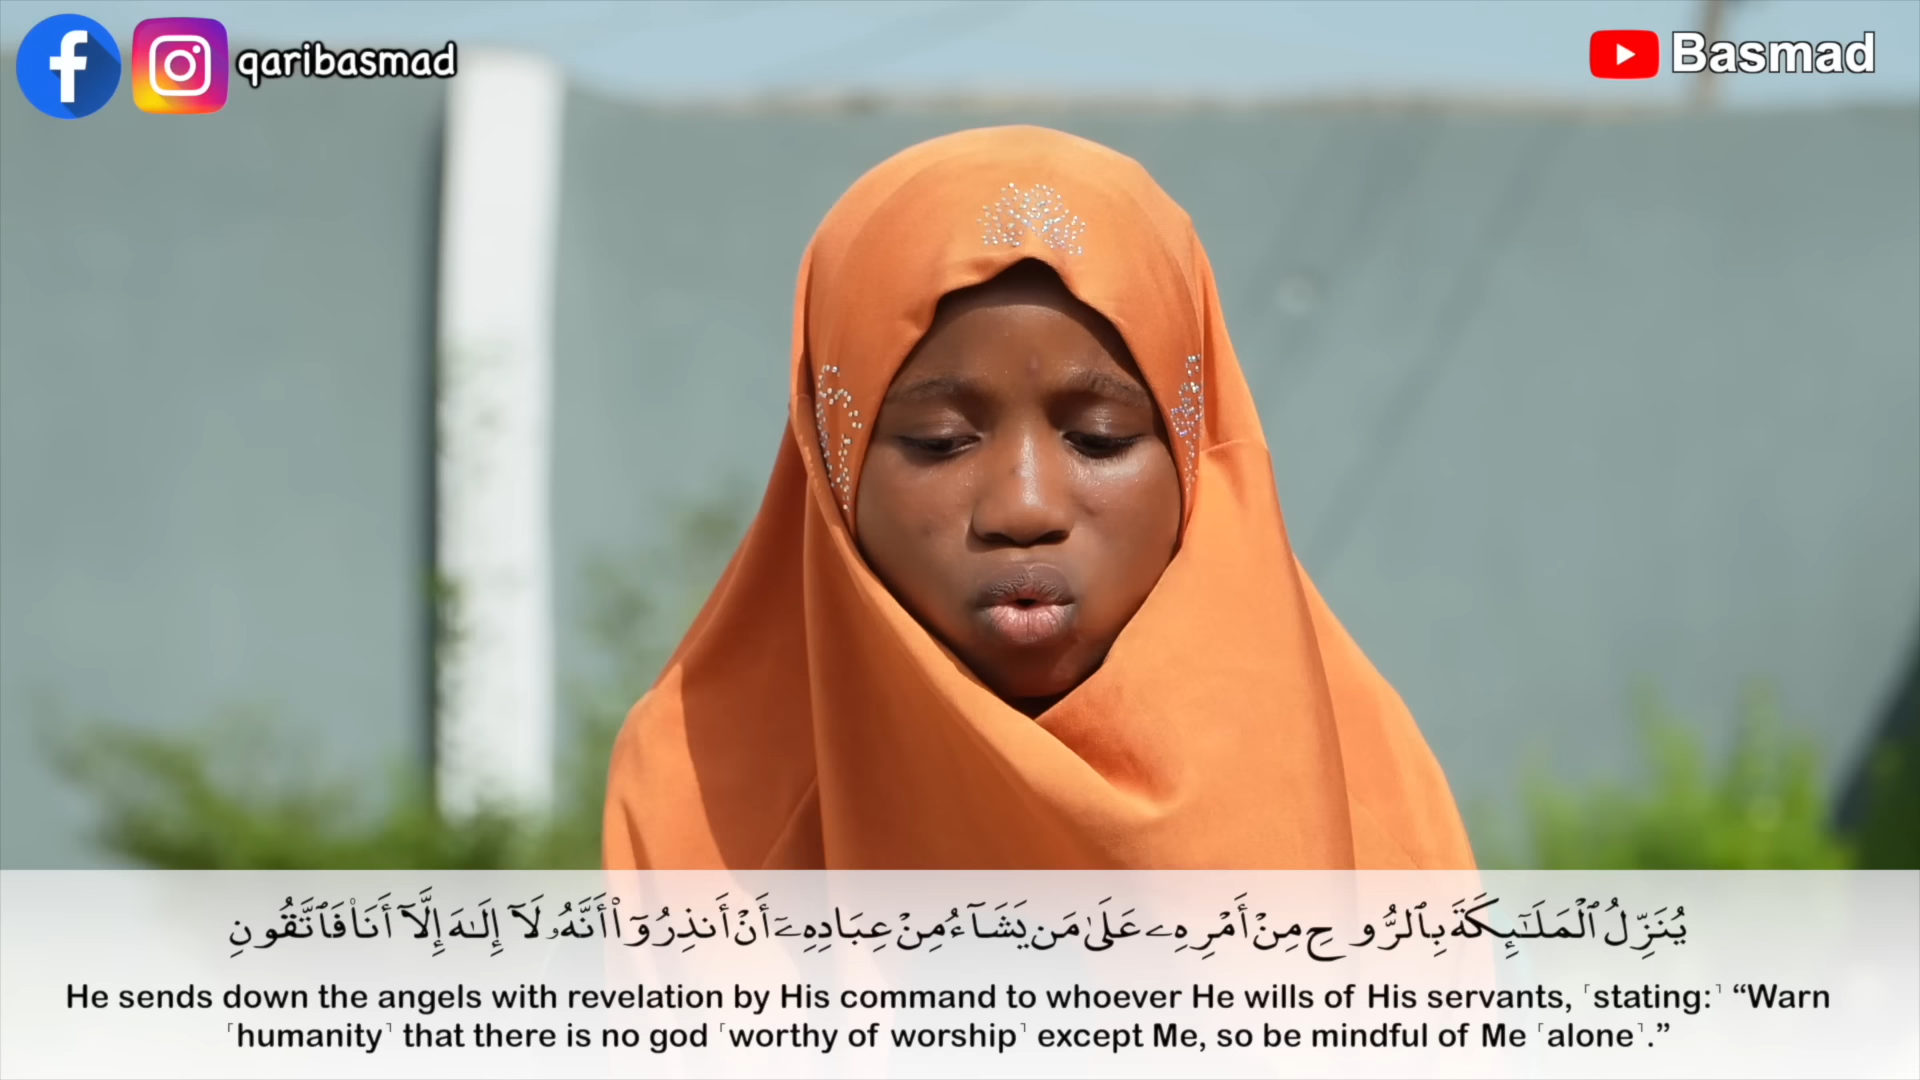 qaribasmad
Basmad
يُنَزِّلُ ٱلْمَلَـٰٓئِكَةَ بِٱلرُّوحِ مِنْ أَمْرِهِۦ عَلَىٰ مَن يَشَآءُ مِنْ عِبَادِهِۦٓ أَنْ أَنذِرُوٓا۟ أَنَّهُۥ لَآ إِلَـٰهَ إِلَّآ أَنَا۠ فَٱتَّقُونِ
He sends down the angels with revelation by His command to whoever He wills of His servants, ˹stating:˺ “Warn
˹humanity˺ that there is no god ˹worthy of worship˺ except Me, so be mindful of Me ˹alone˺.”